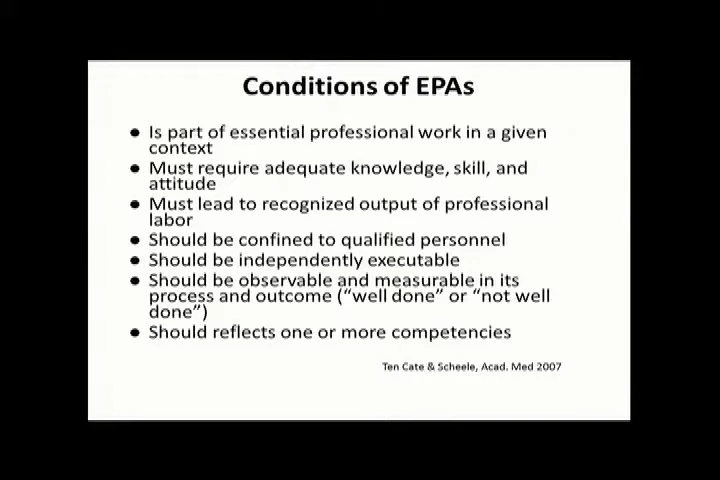 Conditions of EPAs
● Is part of essential professional work in a given
context
● Must require adequate knowledge, skill, and
attitude
● Must lead to recognized output of professional
labor
● Should be confined to qualified personnel
● Should be independently executable
● Should be observable and measurable in its
process and outcome (“well done” or “not well
done”)
● Should reflects one or more competencies
Ten Cate & Scheele, Acad. Med 2007